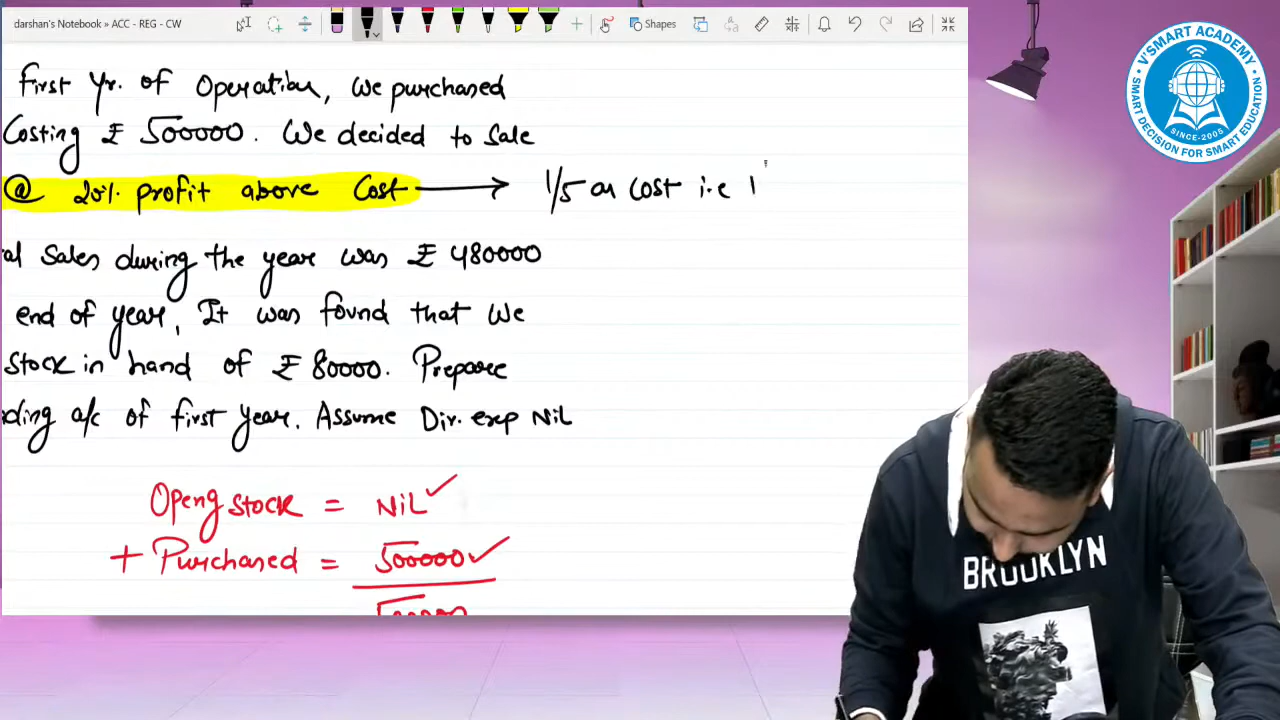 darshan's Notebook » ACC - REG - CW
Shapes
First Yr. of Operation, We purchased
Costing ₹ 500000. We decided to Sale
@ 20% profit above Cost → 1/5 on cost i.e 1
al Sales during the year was ₹ 480000
end of year, It was found that We
stock in hand of ₹ 80000. Prepare
ding a/c of first year. Assume Dir. exp Nil
Openg stock = NiL ✓
+ Purchased = 500000 ✓
500000
V'SMART ACADEMY
SINCE-2005
SMART DECISION FOR SMART EDUCATION
BROOKLYN